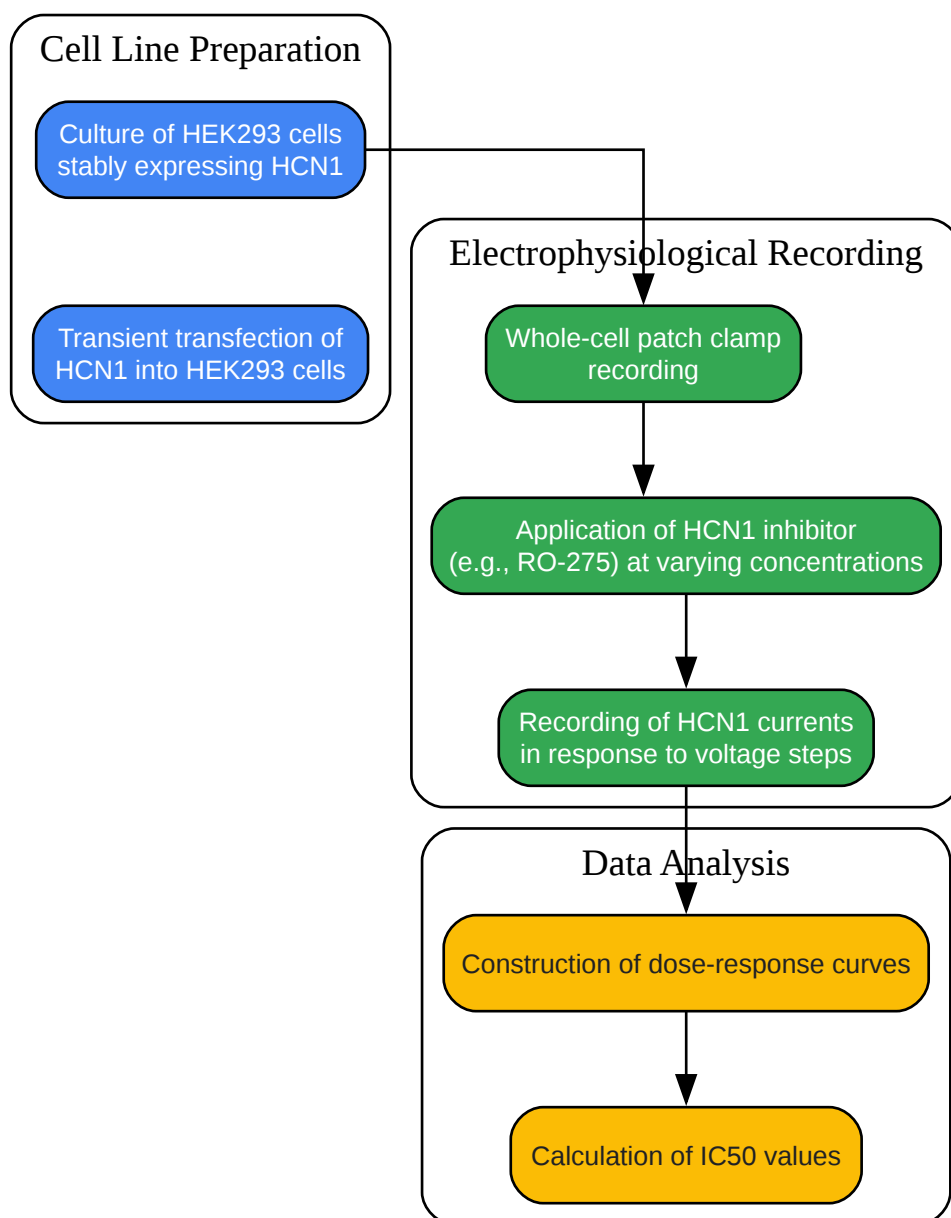 Cell Line Preparation
Culture of HEK293 cells
stably expressing HCN1
Transient transfection of
HCN1 into HEK293 cells
Electrophysiological Recording
Whole-cell patch clamp
recording
Application of HCN1 inhibitor
(e.g., RO-275) at varying concentrations
Recording of HCN1 currents
in response to voltage steps
Data Analysis
Construction of dose-response curves
Calculation of IC50 values